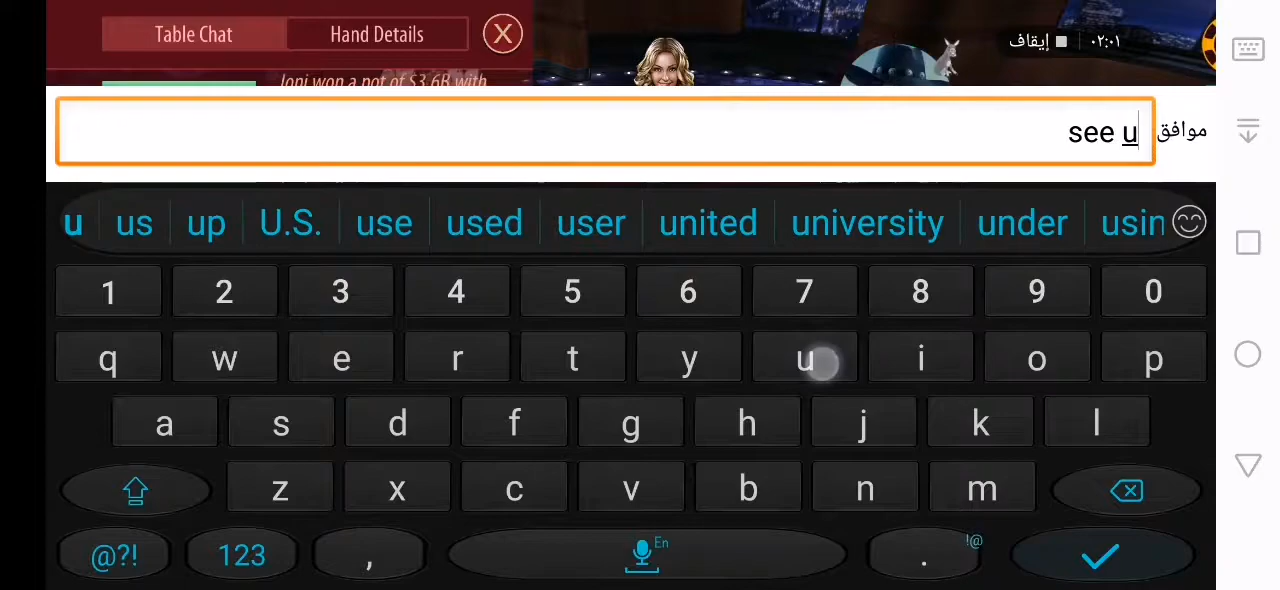 Table Chat
Hand Details
X
Joni won a pot of $3.6B with
إيقاف
٠٢:٠١
see u
موافق
u us up U.S. use used user united university under usin
1 2 3 4 5 6 7 8 9 0
q w e r t y u i o p
a s d f g h j k l
z x c v b n m
@?! 123 , En . !@